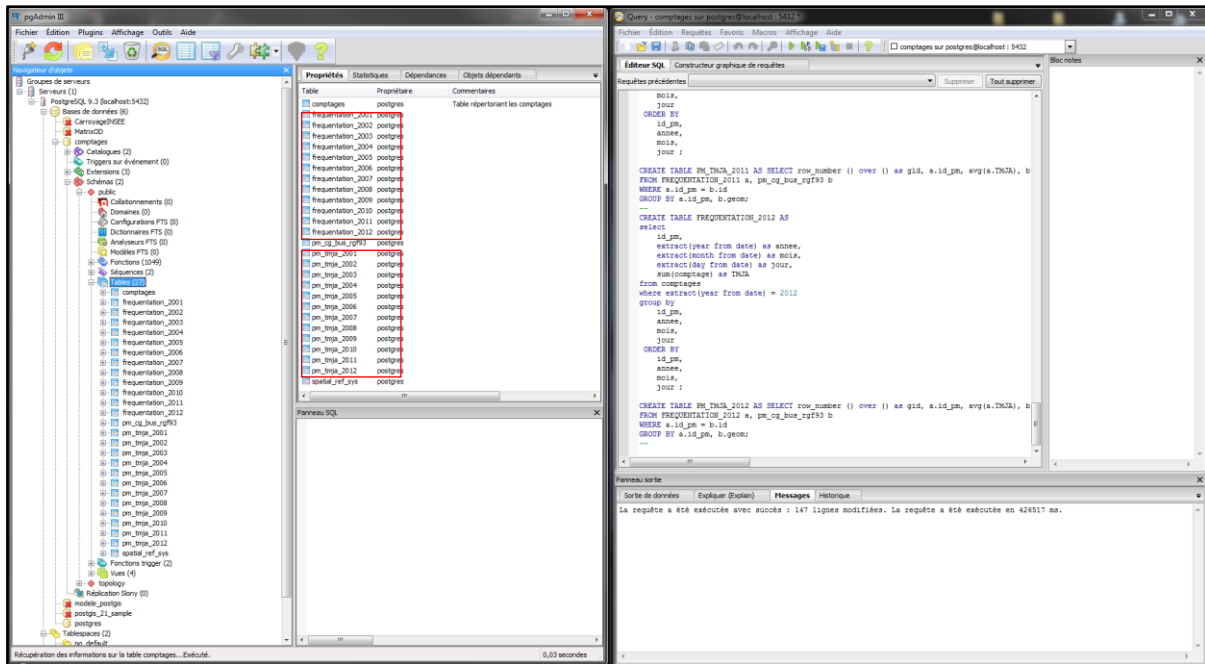 pgAdmin III
Fichier Édition Plugins Affichage Outils Aide
Navigateur d'objets
Groupes de serveurs
Serveurs (1)
PostgreSQL 9.3 (localhost:5432)
Bases de données (6)
CarroyageINSEE
MatrixOD
comptages
Catalogues (2)
Triggers sur événement (0)
Extensions (3)
Schémas (2)
public
Collationnements (0)
Domaines (0)
Configurations FTS (0)
Dictionnaires FTS (0)
Analyseurs FTS (0)
Modèles FTS (0)
Fonctions (1049)
Séquences (2)
Tables (27)
comptages
frequentation_2001
frequentation_2002
frequentation_2003
frequentation_2004
frequentation_2005
frequentation_2006
frequentation_2007
frequentation_2008
frequentation_2009
frequentation_2010
frequentation_2011
frequentation_2012
pm_cg_bus_rgf93
pm_tmja_2001
pm_tmja_2002
pm_tmja_2003
pm_tmja_2004
pm_tmja_2005
pm_tmja_2006
pm_tmja_2007
pm_tmja_2008
pm_tmja_2009
pm_tmja_2010
pm_tmja_2011
pm_tmja_2012
spatial_ref_sys
Fonctions trigger (2)
Vues (4)
topology
Réplication Slony (0)
modele_postgis
postgis_21_sample
postgres
Tablespaces (2)
pg_default
Propriétés Statistiques Dépendances Objets dépendants
Table Propriétaire Commentaires
comptages postgres Table répertoriant les comptages
frequentation_2001 postgres
frequentation_2002 postgres
frequentation_2003 postgres
frequentation_2004 postgres
frequentation_2005 postgres
frequentation_2006 postgres
frequentation_2007 postgres
frequentation_2008 postgres
frequentation_2009 postgres
frequentation_2010 postgres
frequentation_2011 postgres
frequentation_2012 postgres
pm_cg_bus_rgf93 postgres
pm_tmja_2001 postgres
pm_tmja_2002 postgres
pm_tmja_2003 postgres
pm_tmja_2004 postgres
pm_tmja_2005 postgres
pm_tmja_2006 postgres
pm_tmja_2007 postgres
pm_tmja_2008 postgres
pm_tmja_2009 postgres
pm_tmja_2010 postgres
pm_tmja_2011 postgres
pm_tmja_2012 postgres
spatial_ref_sys postgres
Panneau SQL
Récupération des informations sur la table comptages...Exécuté. 0,03 secondes
Query - comptages sur postgres@localhost : 5432 *
Fichier Édition Requêtes Favoris Macros Affichage Aide
comptages sur postgres@localhost : 5432
Éditeur SQL Constructeur graphique de requêtes
Requêtes précédentes Supprimer Tout supprimer
mois,
jour
ORDER BY
id_pm,
annee,
mois,
jour ;
CREATE TABLE PM_TMJA_2011 AS SELECT row_number () over () as gid, a.id_pm, avg(a.TMJA), b
FROM FREQUENTATION_2011 a, pm_cg_bus_rgf93 b
WHERE a.id_pm = b.id
GROUP BY a.id_pm, b.geom;
--
CREATE TABLE FREQUENTATION_2012 AS
select
id_pm,
extract(year from date) as annee,
extract(month from date) as mois,
extract(day from date) as jour,
sum(comptage) as TMJA
from comptages
where extract(year from date) = 2012
group by
id_pm,
annee,
mois,
jour
ORDER BY
id_pm,
annee,
mois,
jour ;
CREATE TABLE PM_TMJA_2012 AS SELECT row_number () over () as gid, a.id_pm, avg(a.TMJA), b
FROM FREQUENTATION_2012 a, pm_cg_bus_rgf93 b
WHERE a.id_pm = b.id
GROUP BY a.id_pm, b.geom;
--
Bloc notes
Panneau sortie
Sortie de données Expliquer (Explain) Messages Historique
La requête a été exécutée avec succès : 147 lignes modifiées. La requête a été exécutée en 426517 ms.